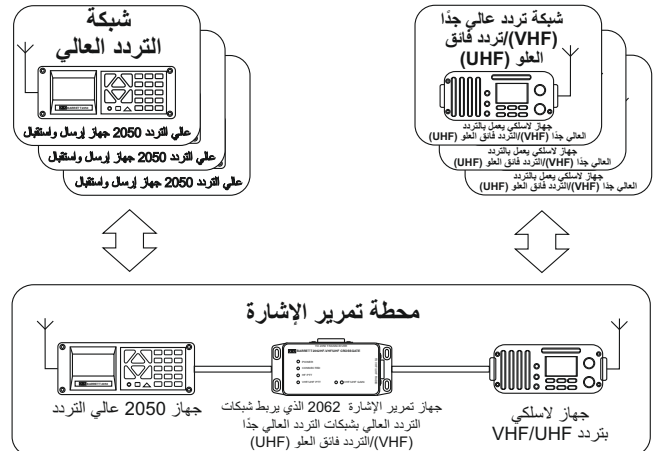 شبكة
التردد العالي
عالي التردد 2050 جهاز إرسال واستقبال
عالي التردد 2050 جهاز إرسال واستقبال
عالي التردد 2050 جهاز إرسال واستقبال
شبكة تردد عالي جدًا
(VHF)/تردد فائق
العلو (UHF)
جهاز لاسلكي يعمل بالتردد
العالي جذا (VHF)/التردد فائق العلو (UHF)
جهاز لاسلكي يعمل بالتردد
العالي جذا (VHF)/التردد فائق العلو (UHF)
جهاز لاسلكي يعمل بالتردد
العالي جذا (VHF)/التردد فائق العلو (UHF)
محطة تمرير الإشارة
جهاز 2050 عالي التردد
جهاز تمرير الإشارة 2062 الذي يربط شبكات
التردد العالي بشبكات التردد العالي جدًا
(VHF)/التردد فائق العلو (UHF)
جهاز لاسلكي
بتردد VHF/UHF